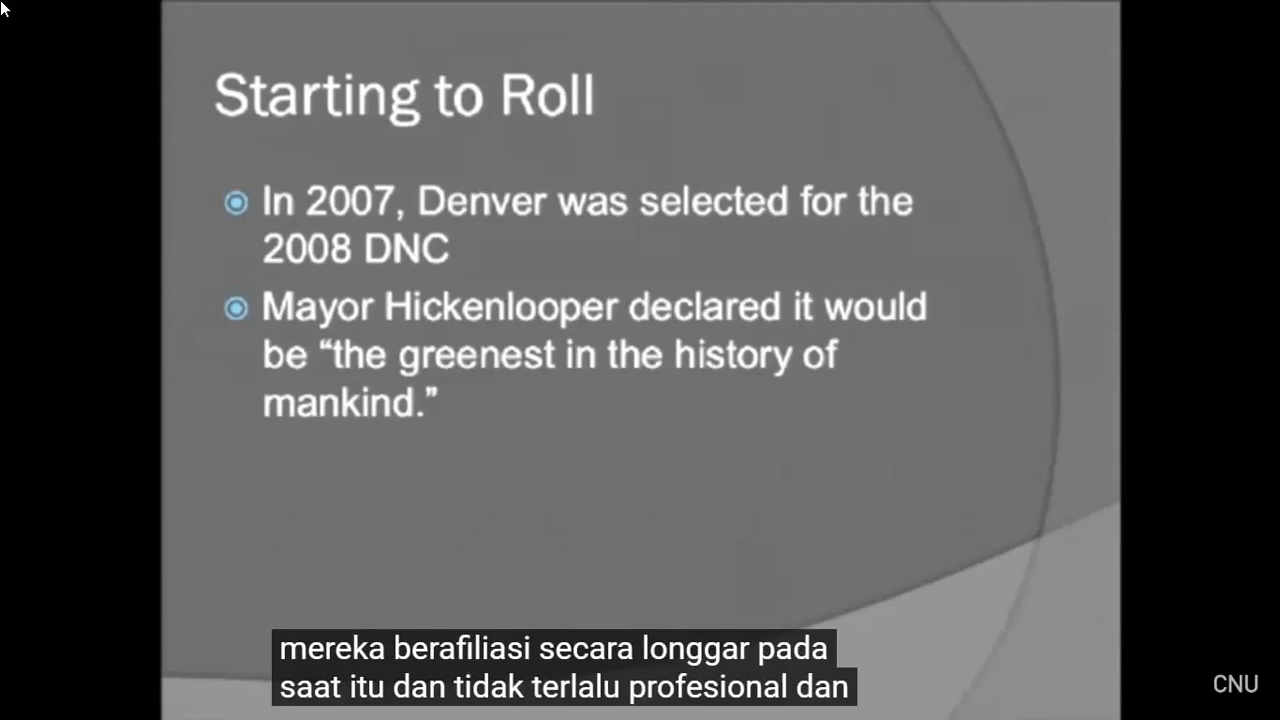 Starting to Roll
In 2007, Denver was selected for the
2008 DNC
Mayor Hickenlooper declared it would
be “the greenest in the history of
mankind.”
mereka berafiliasi secara longgar pada
saat itu dan tidak terlalu profesional dan
CNU